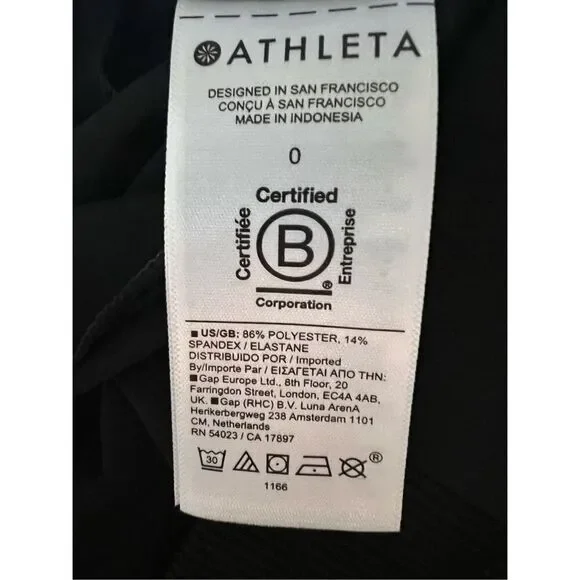 ATHLETA
DESIGNED IN SAN FRANCISCO
CONÇU À SAN FRANCISCO
MADE IN INDONESIA
0
Certified
Certifiée
B
Entreprise
®
Corporation
■ US/GB: 86% POLYESTER, 14%
SPANDEX / ELASTANE
DISTRIBUIDO POR / Imported
By/Importe Par / ΕΙΣΑΓΕΤΑΙ ΑΠΟ ΤΗΝ:
■ Gap Europe Ltd., 8th Floor, 20
Farringdon Street, London, EC4A 4AB,
UK. ■ Gap (RHC) B.V. Luna ArenA
Herikerbergweg 238 Amsterdam 1101
CM, Netherlands
RN 54023 / CA 17897
30
®
1166